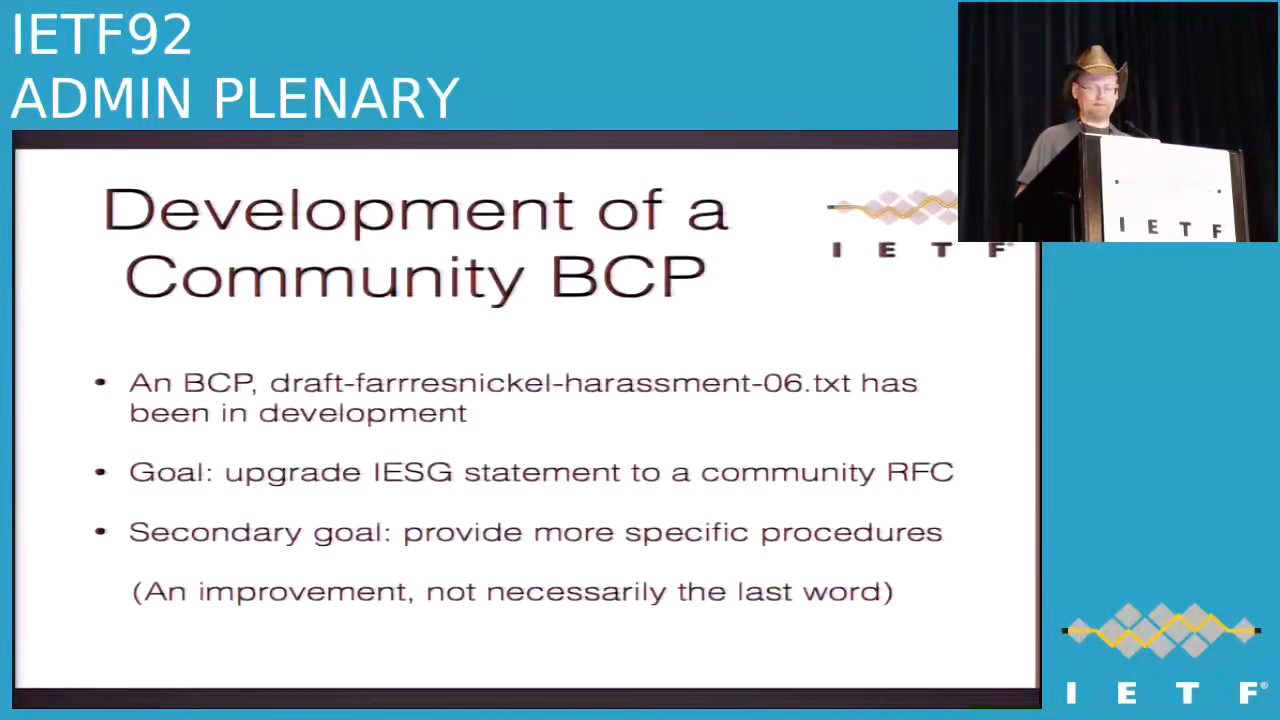 IETF92
ADMIN PLENARY
Development of a
Community BCP
I E T F
• An BCP, draft-farrresnickel-harassment-06.txt has
been in development
• Goal: upgrade IESG statement to a community RFC
• Secondary goal: provide more specific procedures
(An improvement, not necessarily the last word)
I E T F
I E T F®